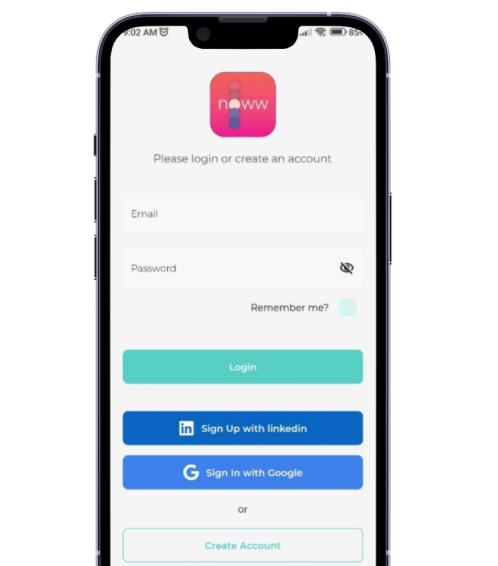 9:02 AM
85%
noww
Please login or create an account
Email
Password
Remember me?
Login
in Sign Up with linkedin
G Sign In with Google
or
Create Account